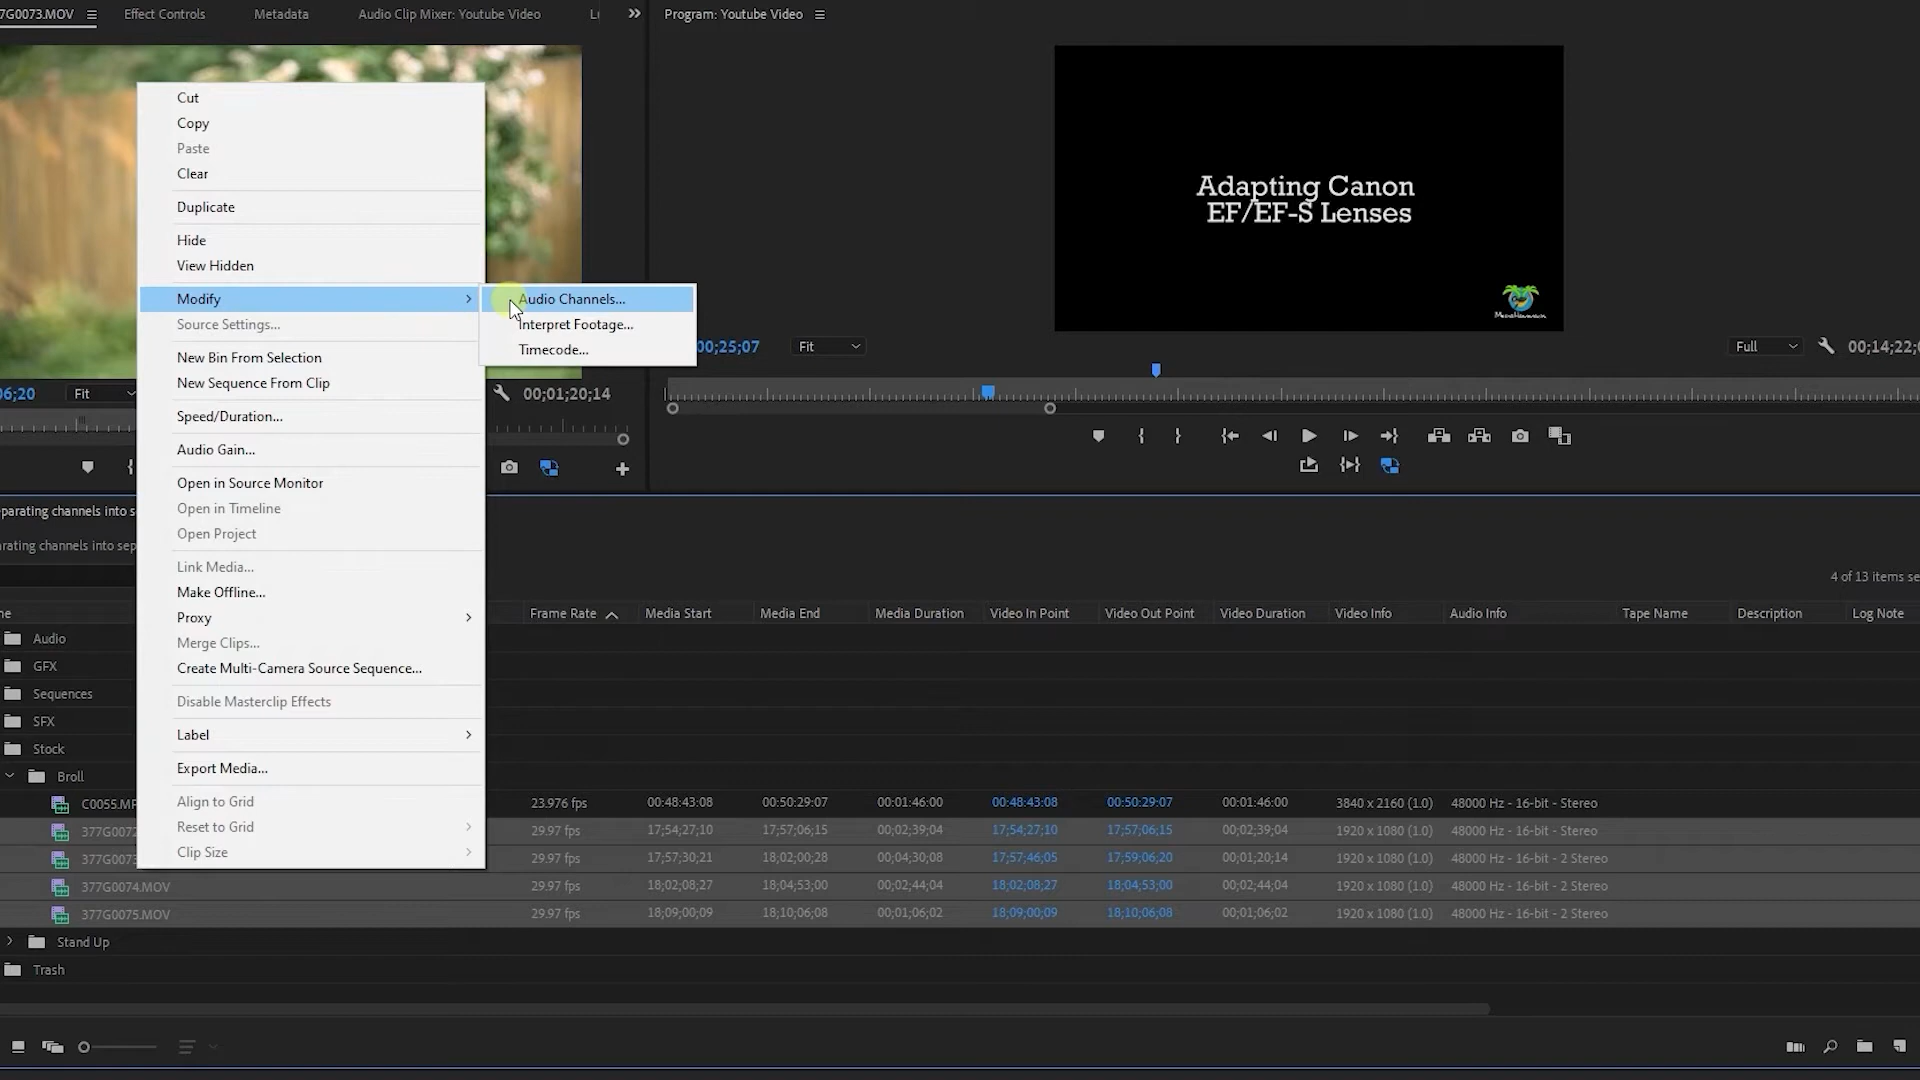 7G0073.MOV
Effect Controls
Metadata
Audio Clip Mixer: Youtube Video
Program: Youtube Video
Cut
Copy
Paste
Clear
Duplicate
Hide
View Hidden
Modify
Source Settings...
New Bin From Selection
New Sequence From Clip
Speed/Duration...
Audio Gain...
Open in Source Monitor
Open in Timeline
Open Project
Link Media...
Make Offline...
Proxy
Merge Clips...
Create Multi-Camera Source Sequence...
Disable Masterclip Effects
Label
Export Media...
Align to Grid
Reset to Grid
Clip Size
Audio Channels...
Interpret Footage...
Timecode...
Adapting Canon
EF/EF-S Lenses
00;25;07
Fit
Full
00;14;22;0
06;20
Fit
00;01;20;14
parating channels into s
rating channels into sep
4 of 13 items se
me Frame Rate Media Start Media End Media Duration Video In Point Video Out Point Video Duration Video Info Audio Info Tape Name Description Log Note
Audio
GFX
Sequences
SFX
Stock
Broll
C0055.MP 23.976 fps 00:48:43:08 00:50:29:07 00:01:46:00 00:48:43:08 00:50:29:07 00:01:46:00 3840 x 2160 (1.0) 48000 Hz - 16-bit - Stereo
377G0072 29.97 fps 17;54;27;10 17;57;06;15 00;02;39;04 17;54;27;10 17;57;06;15 00;02;39;04 1920 x 1080 (1.0) 48000 Hz - 16-bit - Stereo
377G0073 29.97 fps 17;57;30;21 18;02;00;28 00;04;30;08 17;57;46;05 17;59;06;20 00;01;20;14 1920 x 1080 (1.0) 48000 Hz - 16-bit - 2 Stereo
377G0074.MOV 29.97 fps 18;02;08;27 18;04;53;00 00;02;44;04 18;02;08;27 18;04;53;00 00;02;44;04 1920 x 1080 (1.0) 48000 Hz - 16-bit - 2 Stereo
377G0075.MOV 29.97 fps 18;09;00;09 18;10;06;08 00;01;06;02 18;09;00;09 18;10;06;08 00;01;06;02 1920 x 1080 (1.0) 48000 Hz - 16-bit - 2 Stereo
Stand Up
Trash